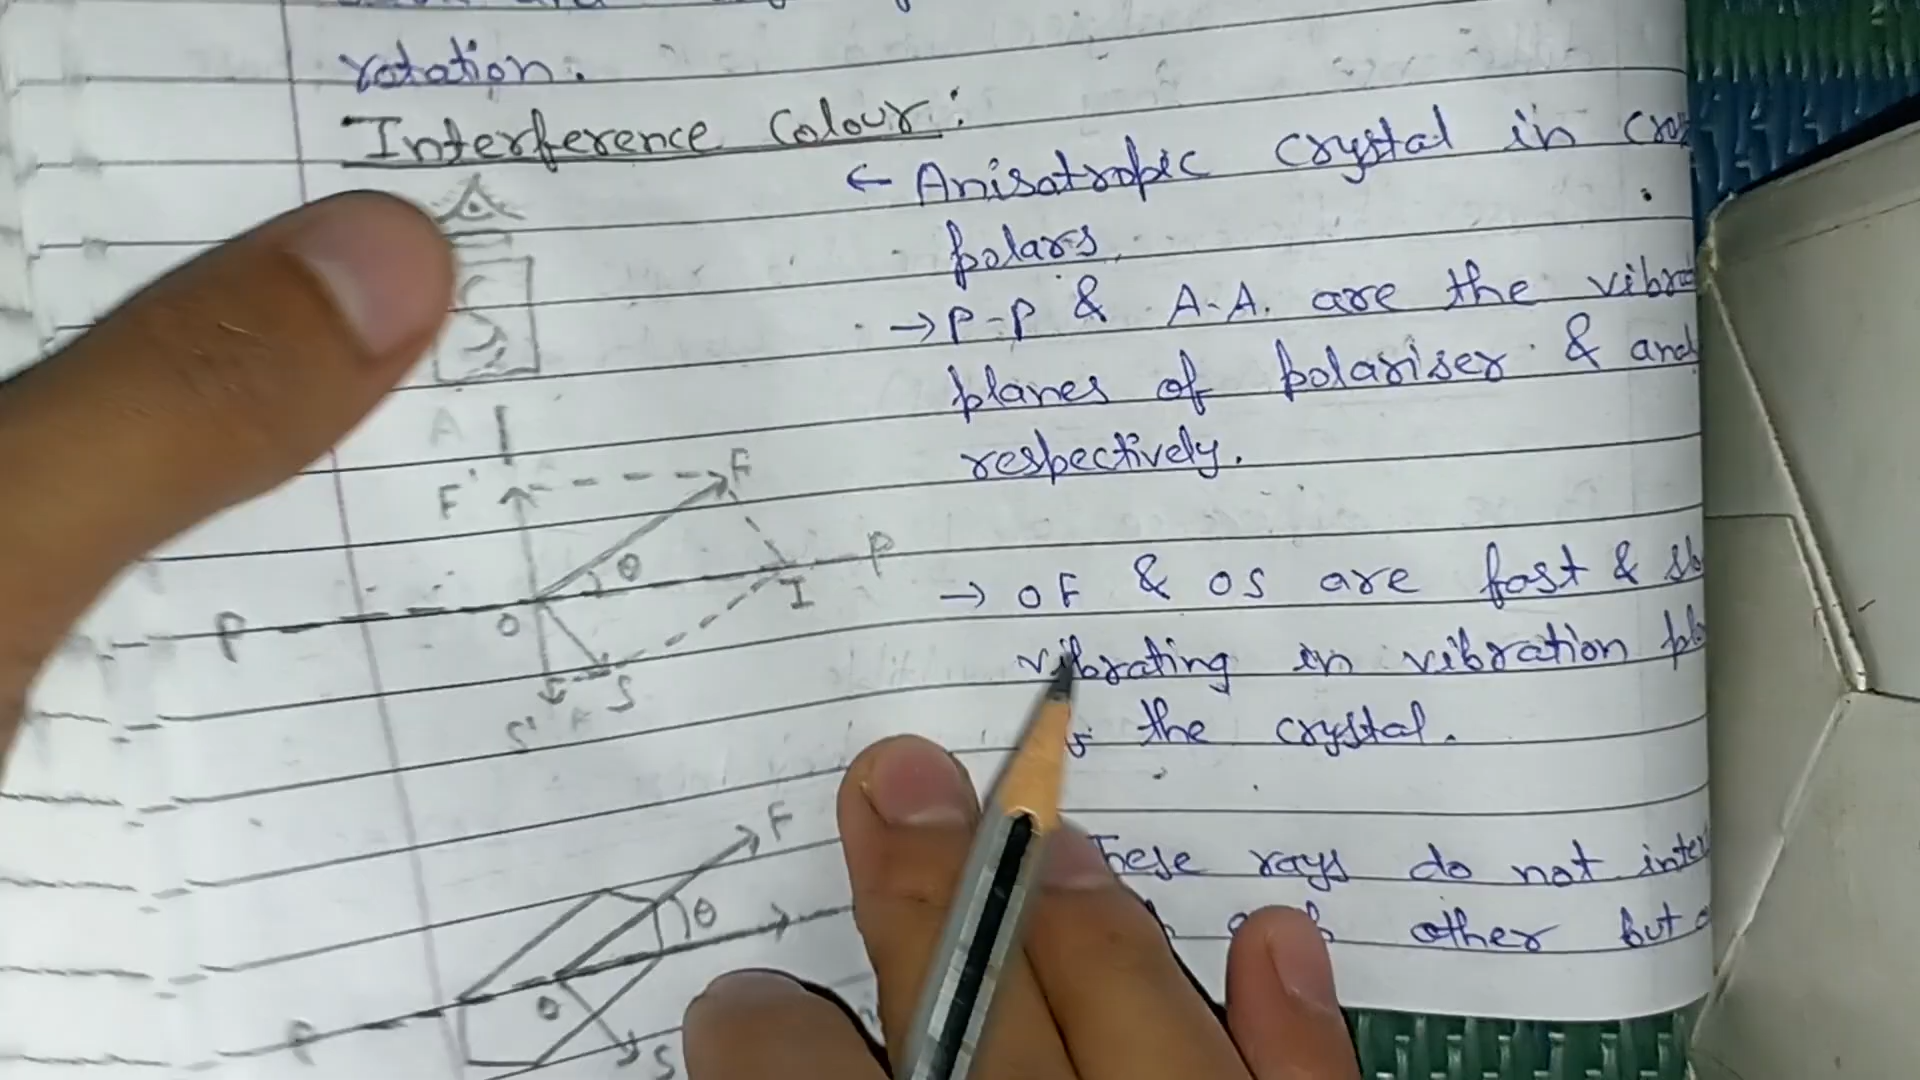 rotation.
Interference Colour:
← Anisotropic crystal in
polars
→ P-P & A-A. are the
planes of polariser & and
respectively.
→ OF & OS are fast &
vibrating in vibration
the crystal.
These rays do not
other but
A
F'
F
θ
P
I
P
O
S'
A
S
F
θ
O
P
S